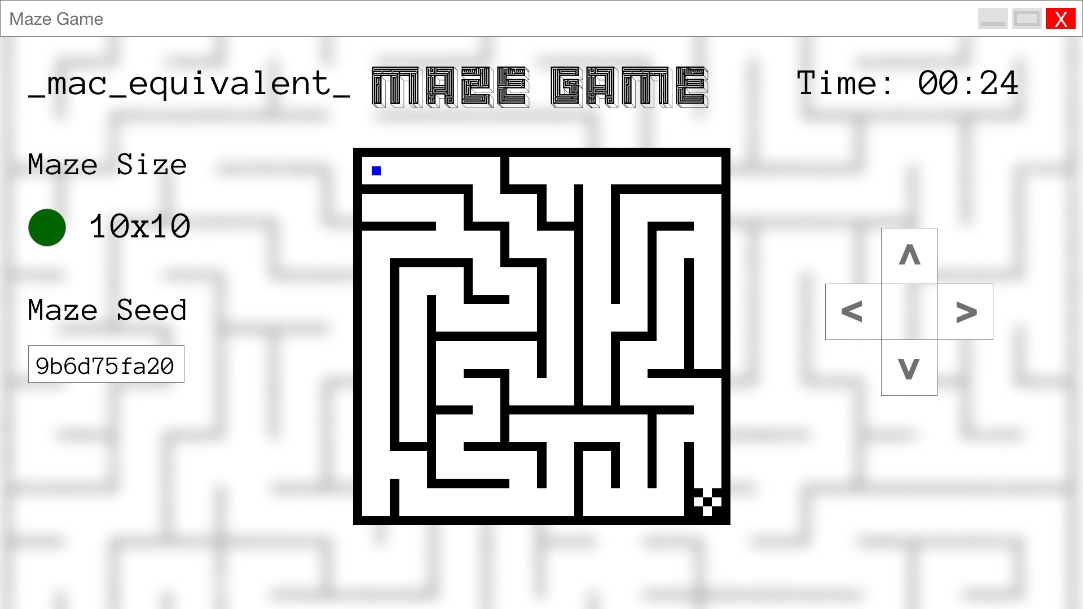 Maze Game
X
_mac_equivalent_ MAZE GAME Time: 00:24
Maze Size
10x10
Maze Seed
9b6d75fa20
^
< >
v